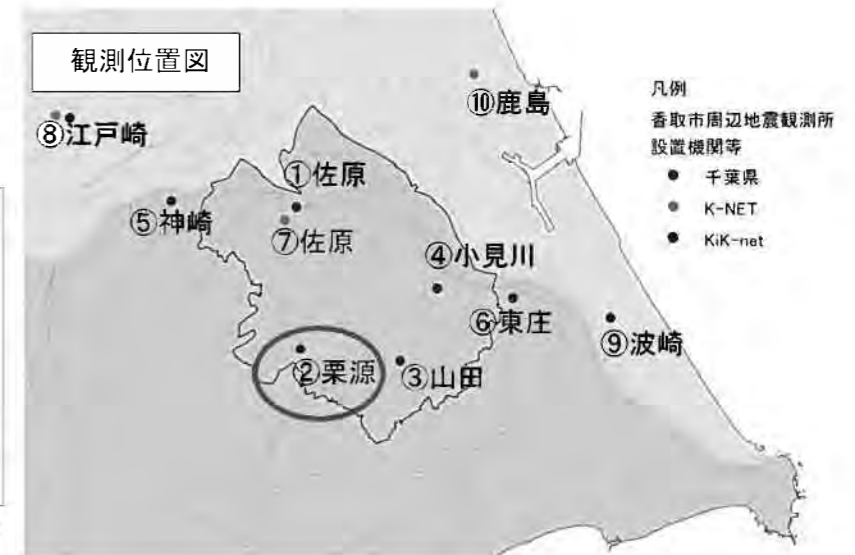 観測位置図
⑩鹿島
⑧江戸崎
①佐原
⑤神崎
⑦佐原
④小見川
⑥東庄
⑨波崎
②栗源
③山田
凡例
香取市周辺地震観測所
設置機関等
千葉県
K-NET
KiK-net